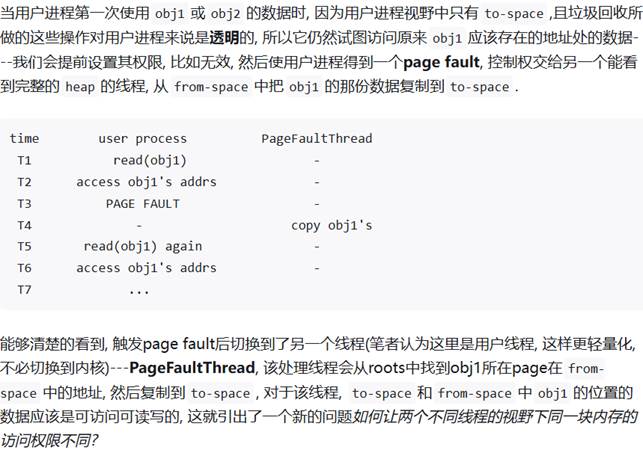 当用户进程第一次使用 obj1 或 obj2 的数据时, 因为用户进程视野中只有 to-space ,且垃圾回收所
做的这些操作对用户进程来说是透明的, 所以它仍然试图访问原来 obj1 应该存在的地址处的数据-
--我们会提前设置其权限, 比如无效, 然后使用户进程得到一个page fault, 控制权交给另一个能看
到完整的 heap 的线程, 从 from-space 中把 obj1 的那份数据复制到 to-space .
time user process PageFaultThread
T1 read(obj1) -
T2 access obj1's addrs -
T3 PAGE FAULT -
T4 - copy obj1's
T5 read(obj1) again -
T6 access obj1's addrs -
T7 ...
能够清楚的看到, 触发page fault后切换到了另一个线程(笔者认为这里是用户线程, 这样更轻量化,
不必切换到内核)---PageFaultThread, 该处理线程会从roots中找到obj1所在page在 from-
space 中的地址, 然后复制到 to-space , 对于该线程, to-space 和 from-space 中 obj1 的位置的
数据应该是可访问可读写的, 这就引出了一个新的问题如何让两个不同线程的视野下同一块内存的
访问权限不同?